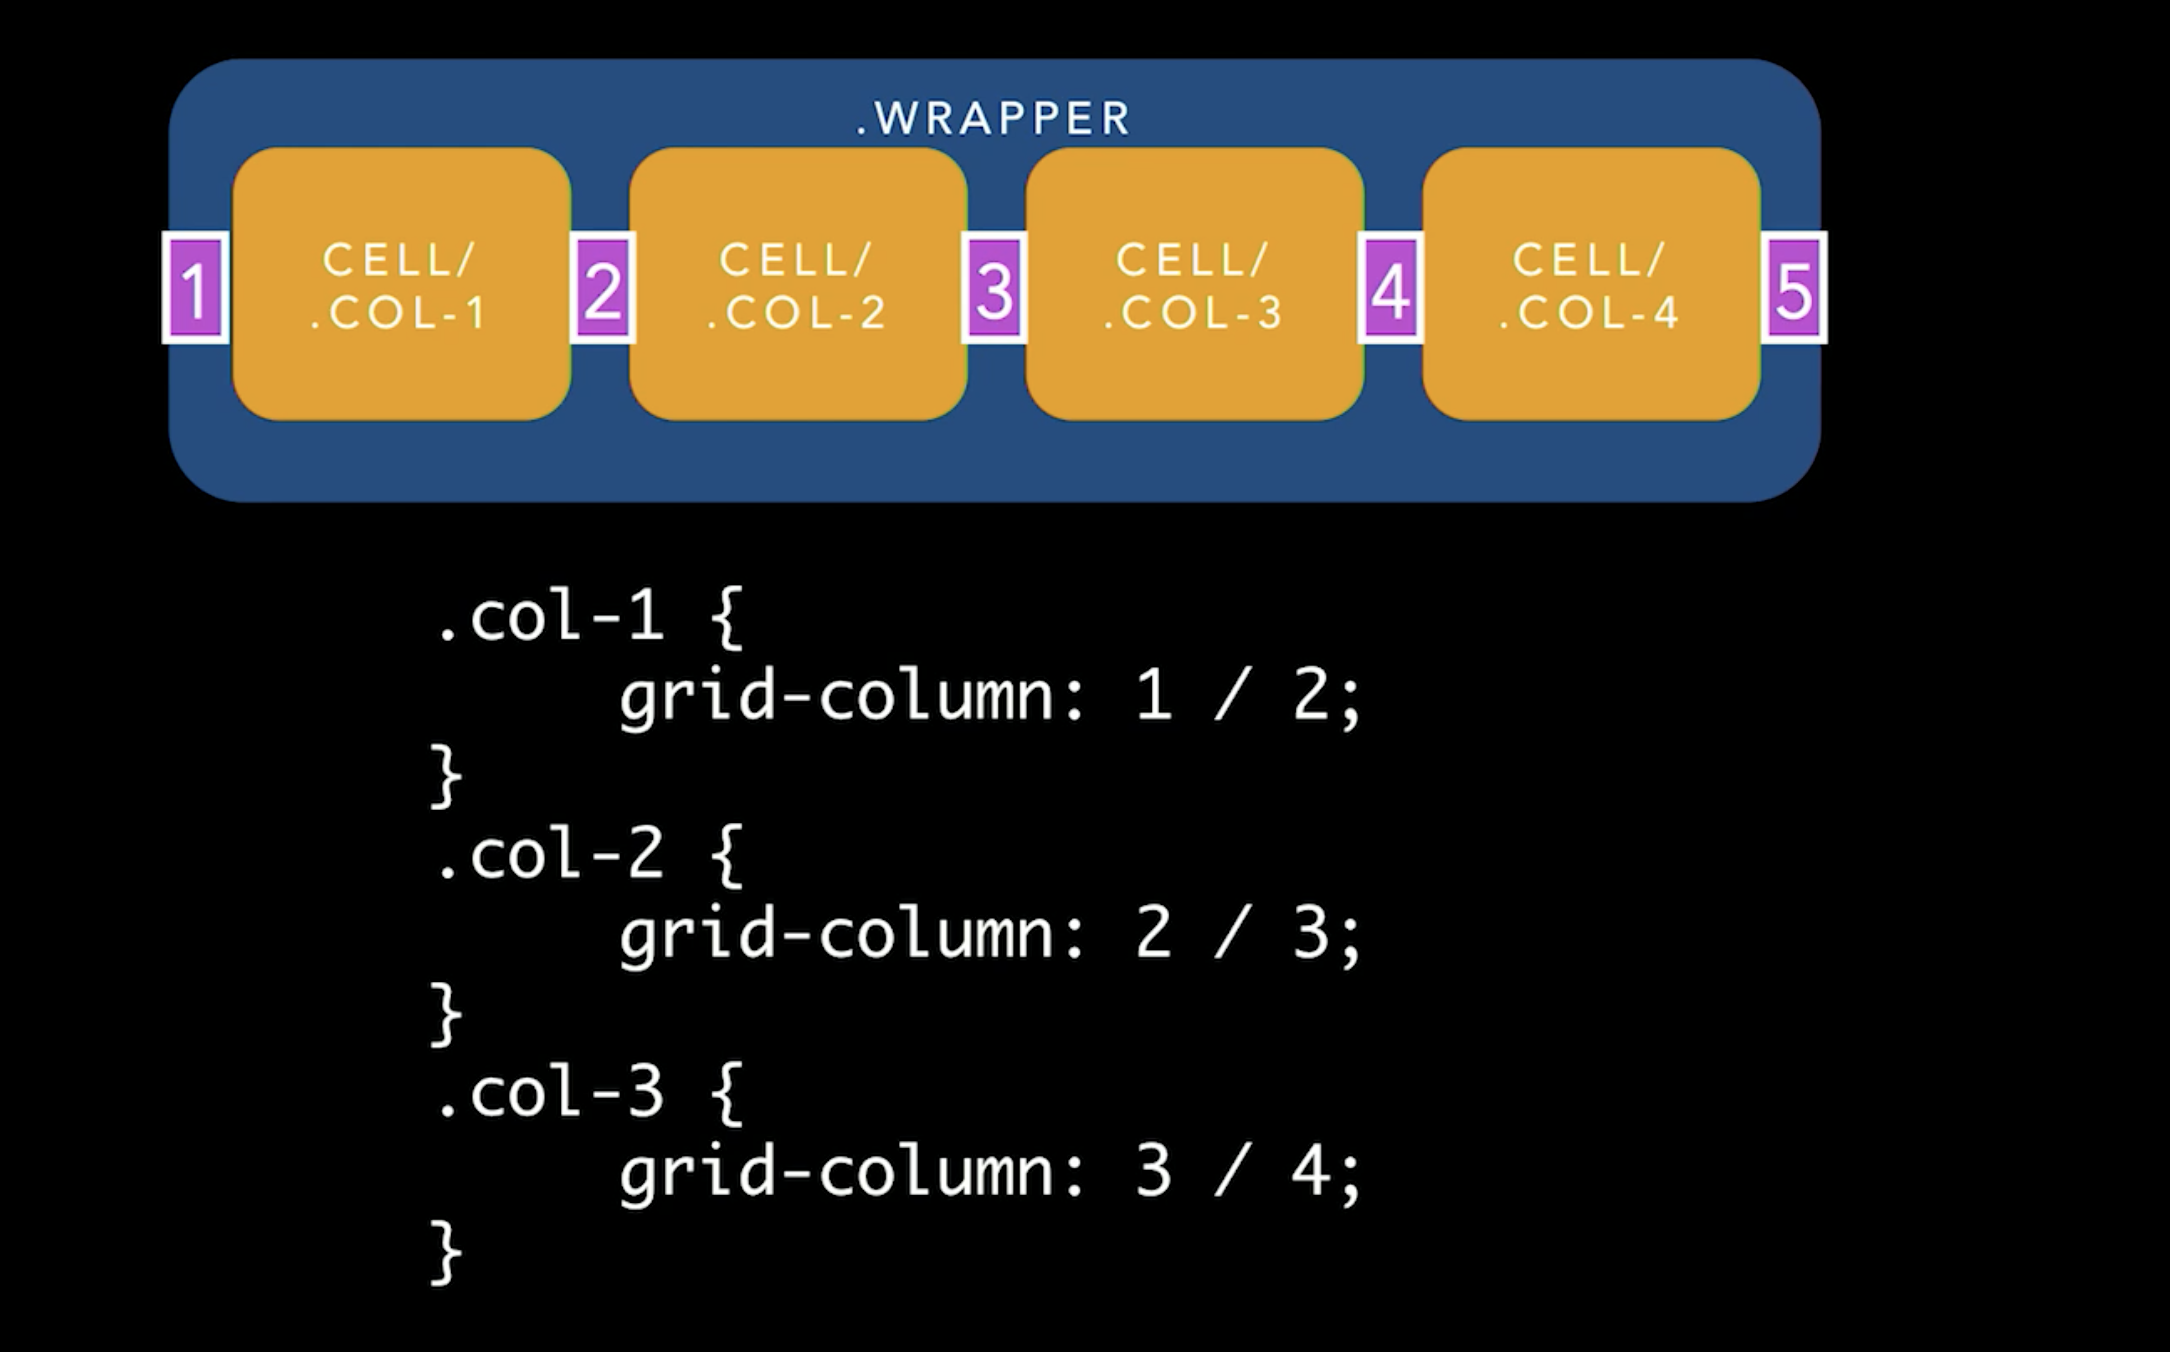 .WRAPPER
1
CELL/
.COL-1
2
CELL/
.COL-2
3
CELL/
.COL-3
4
CELL/
.COL-4
5
.col-1 {
    grid-column: 1 / 2;
}
.col-2 {
    grid-column: 2 / 3;
}
.col-3 {
    grid-column: 3 / 4;
}